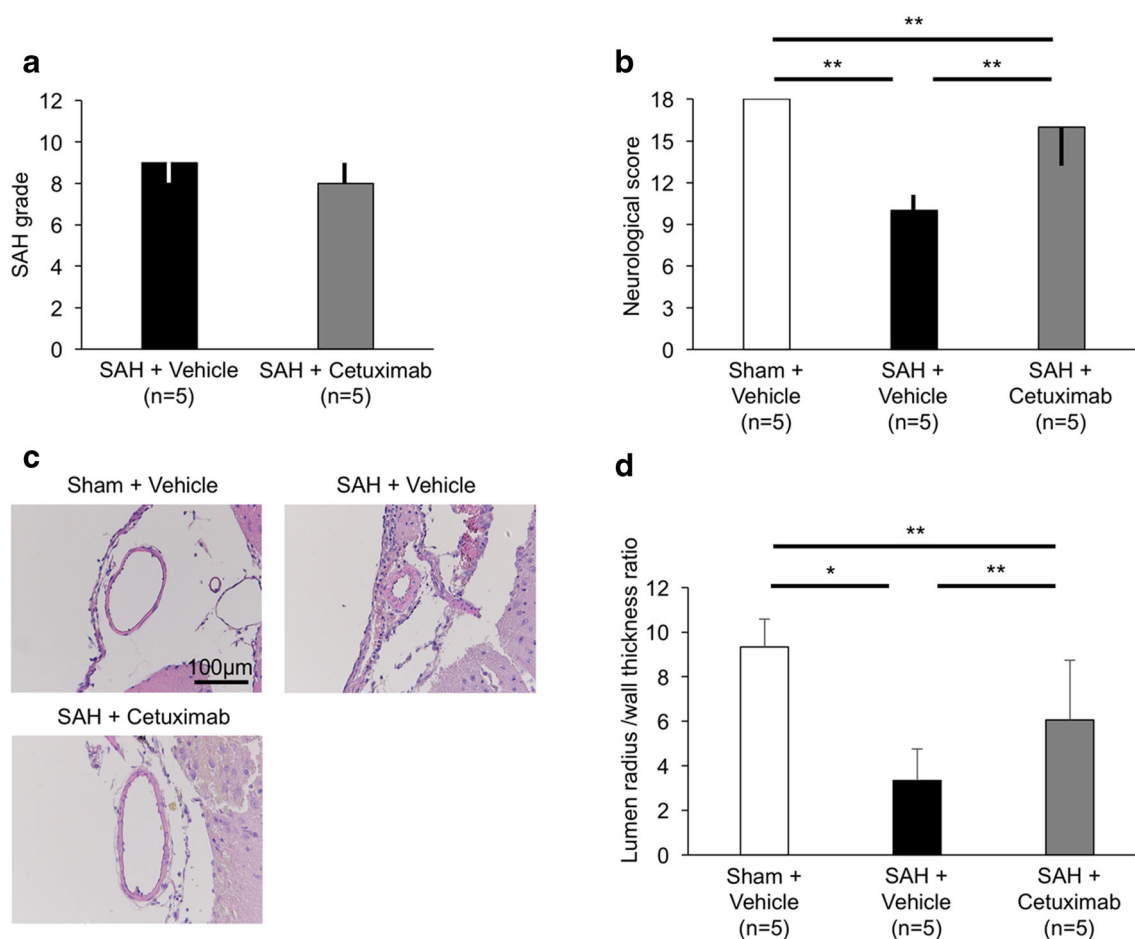 a
12
10
8
6
4
2
0
SAH grade
SAH + Vehicle
(n=5)
SAH + Cetuximab
(n=5)
b
**
** **
18
15
12
9
6
3
0
Neurological score
Sham +
Vehicle
(n=5)
SAH +
Vehicle
(n=5)
SAH +
Cetuximab
(n=5)
c
Sham + Vehicle
SAH + Vehicle
100μm
SAH + Cetuximab
d
**
* **
12
10
8
6
4
2
0
Lumen radius /wall thickness ratio
Sham +
Vehicle
(n=5)
SAH +
Vehicle
(n=5)
SAH +
Cetuximab
(n=5)